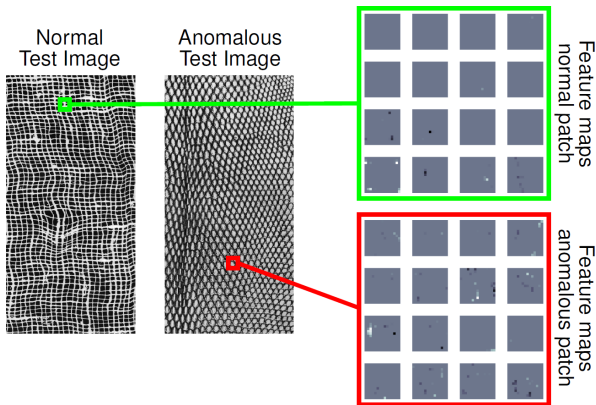 Normal
Test Image
Anomalous
Test Image
Feature maps
normal patch
Feature maps
anomalous patch